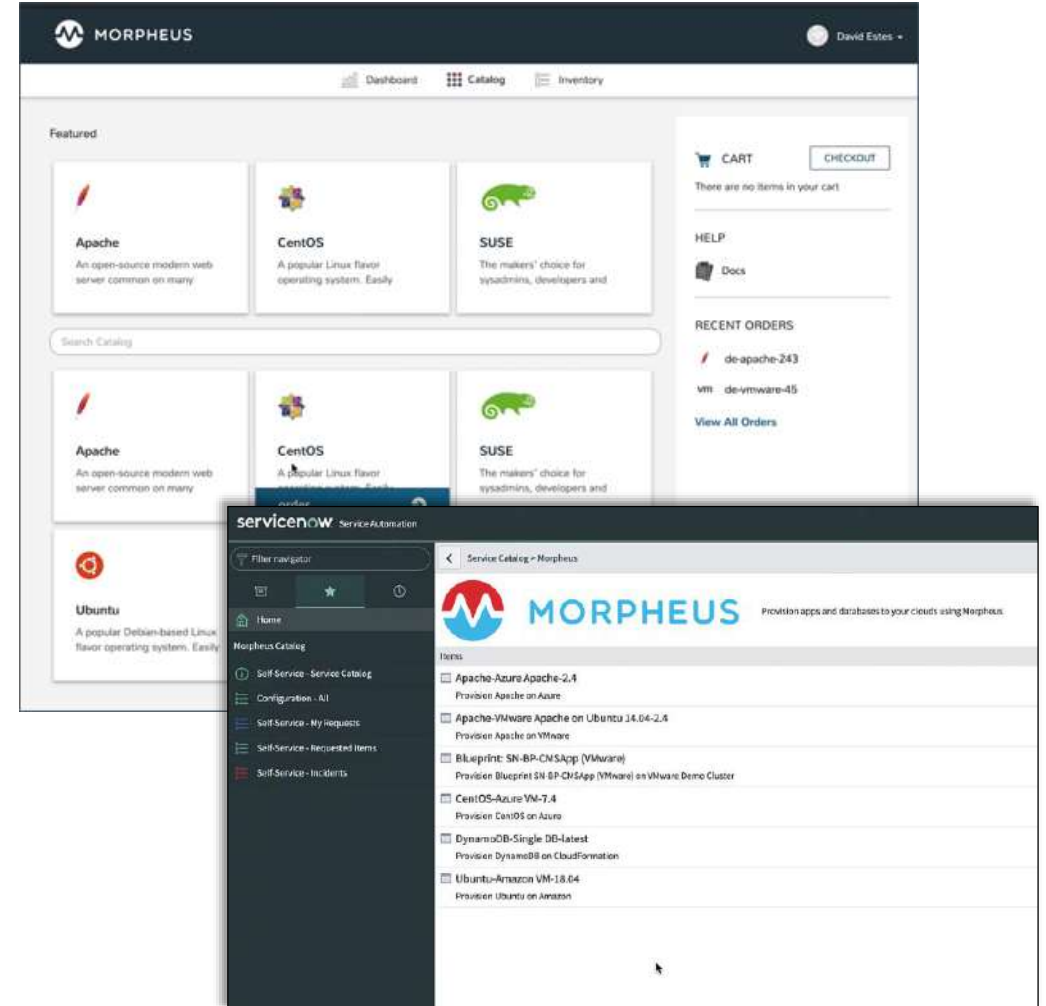 MORPHEUS
David Estes
Dashboard
Catalog
Inventory
Featured
Apache
An open-source modern web
server common on many
CentOS
A popular Linux flavor
operating system. Easily
SUSE
The makers' choice for
sysadmins, developers and
CART
CHECKOUT
There are no items in your cart
HELP
Docs
RECENT ORDERS
de-apache-243
vm de-vmware-45
View All Orders
Search Catalog
Apache
An open-source modern web
server common on many
CentOS
A popular Linux flavor
operating system. Easily
order
SUSE
The makers' choice for
sysadmins, developers and
Ubuntu
A popular Debian-based Linux
flavor operating system. Easily
servicenow Service Automation
Filter navigator
Home
Morpheus Catalog
Self-Service - Service Catalog
Configuration - All
Self-Service - My Requests
Self-Service - Requested Items
Self-Service - Incidents
Service Catalog > Morpheus
MORPHEUS
Provision apps and databases to your clouds using Morpheus
Items
Apache-Azure Apache-2.4
Provision Apache on Azure
Apache-VMware Apache on Ubuntu 14.04-2.4
Provision Apache on VMware
Blueprint: SN-BP-CMSApp (VMware)
Provision Blueprint SN-BP-CMSApp (VMware) on VMware Demo Cluster
CentOS-Azure VM-7.4
Provision CentOS on Azure
DynamoDB-Single DB-latest
Provision DynamoDB on CloudFormation
Ubuntu-Amazon VM-18.04
Provision Ubuntu on Amazon